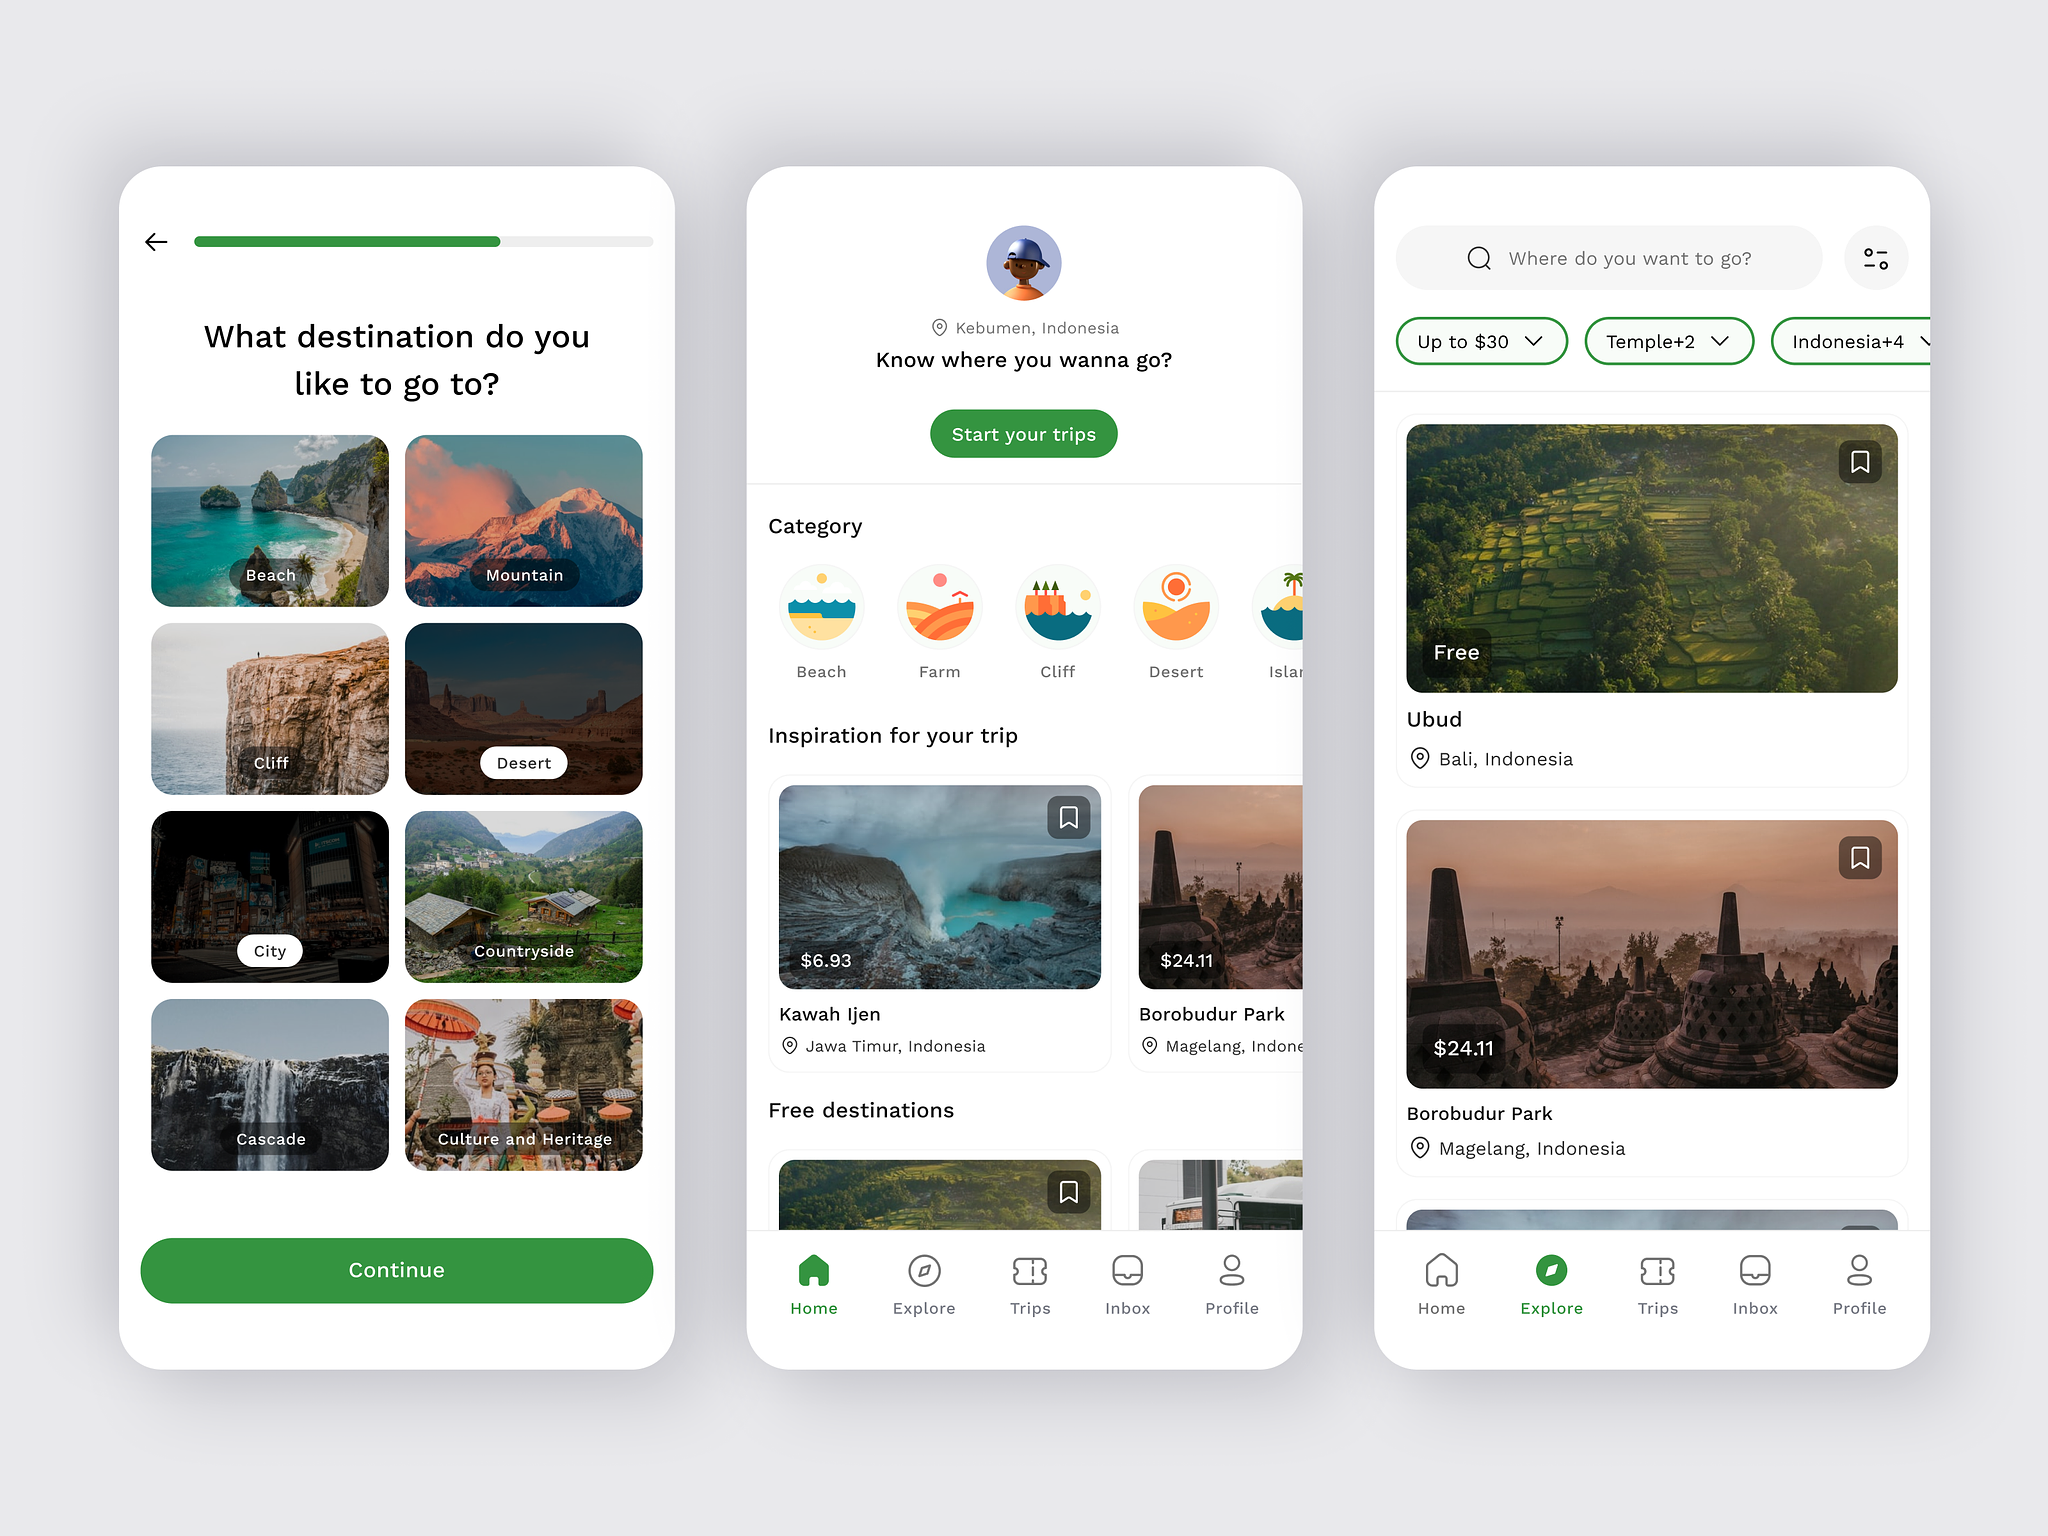 What destination do you
like to go to?
Beach
Mountain
Cliff
Desert
City
Countryside
Cascade
Culture and Heritage
Continue
Kebumen, Indonesia
Know where you wanna go?
Start your trips
Category
Beach
Farm
Cliff
Desert
Islan
Inspiration for your trip
$6.93
$24.11
Kawah Ijen
Borobudur Park
Jawa Timur, Indonesia
Magelang, Indone
Free destinations
Home
Explore
Trips
Inbox
Profile
Where do you want to go?
Up to $30
Temple+2
Indonesia+4
Free
Ubud
Bali, Indonesia
$24.11
Borobudur Park
Magelang, Indonesia
Home
Explore
Trips
Inbox
Profile